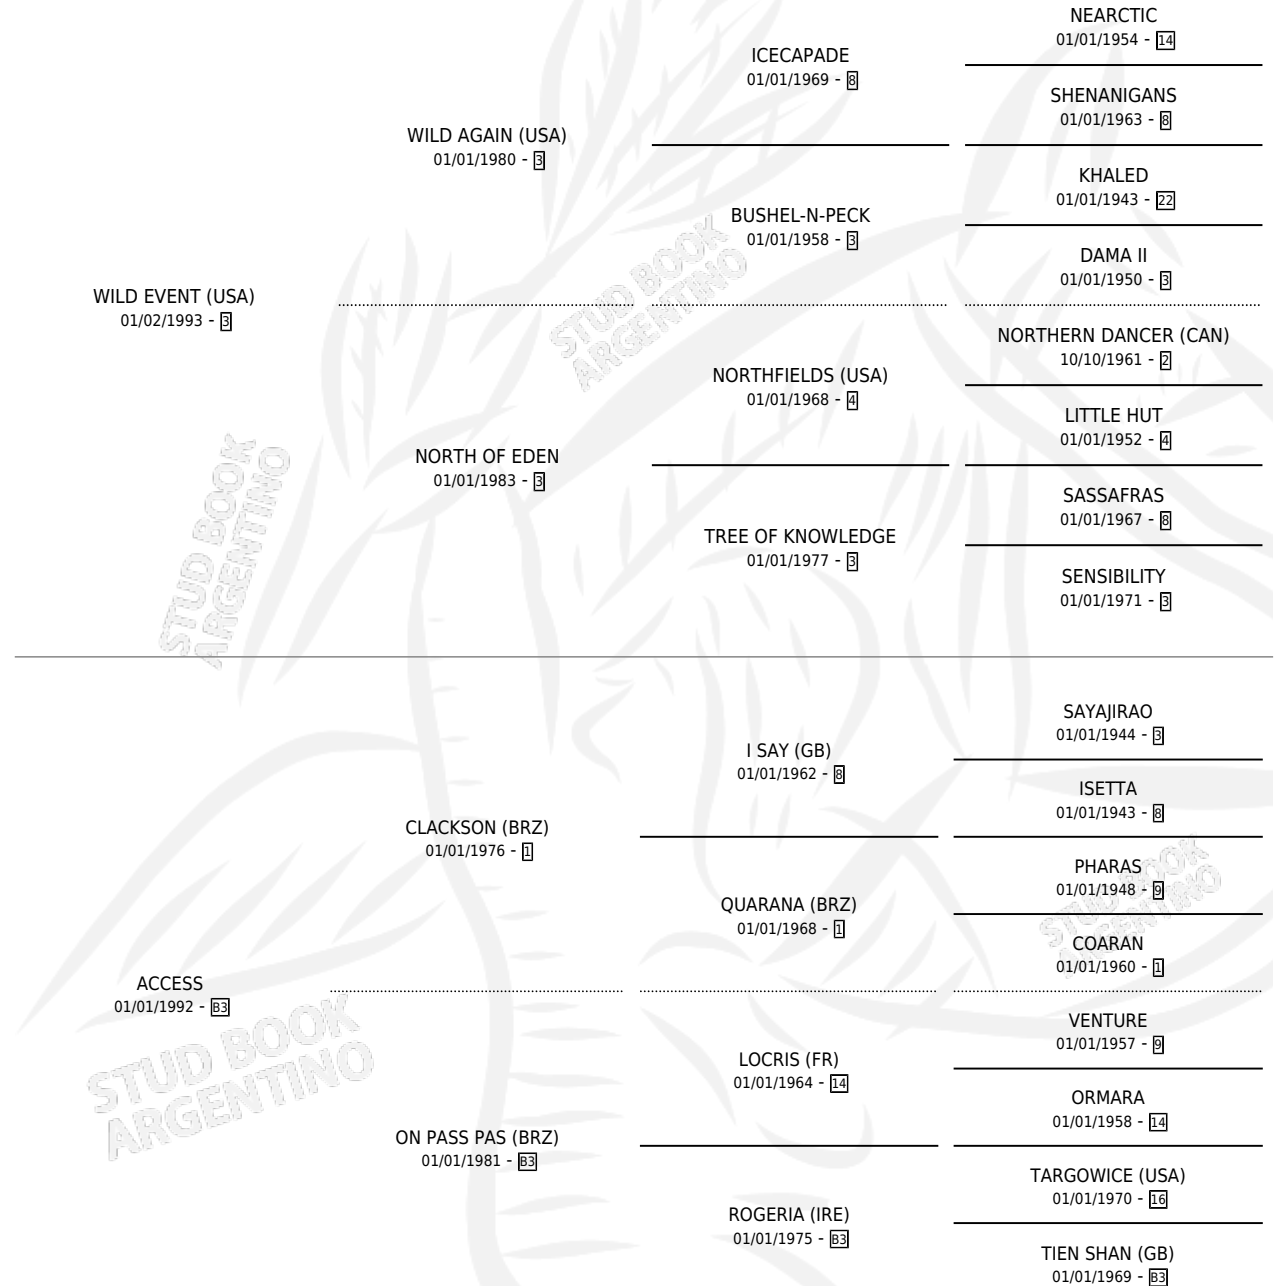 NEARCTIC
01/01/1954 - 14
ICECAPADE
01/01/1969 - 8
SHENANIGANS
01/01/1963 - 8
WILD AGAIN (USA)
01/01/1980 - 3
KHALED
01/01/1943 - 22
BUSHEL-N-PECK
01/01/1958 - 3
DAMA II
01/01/1950 - 3
WILD EVENT (USA)
01/02/1993 - 3
NORTHERN DANCER (CAN)
10/10/1961 - 2
NORTHFIELDS (USA)
01/01/1968 - 4
LITTLE HUT
01/01/1952 - 4
NORTH OF EDEN
01/01/1983 - 3
SASSAFRAS
01/01/1967 - 8
TREE OF KNOWLEDGE
01/01/1977 - 3
SENSIBILITY
01/01/1971 - 3
SAYAJIRAO
01/01/1944 - 3
I SAY (GB)
01/01/1962 - 8
ISETTA
01/01/1943 - 8
CLACKSON (BRZ)
01/01/1976 - 1
PHARAS
01/01/1948 - 9
QUARANA (BRZ)
01/01/1968 - 1
COARAN
01/01/1960 - 1
ACCESS
01/01/1992 - B3
VENTURE
01/01/1957 - 9
LOCRIS (FR)
01/01/1964 - 14
ORMARA
01/01/1958 - 14
ON PASS PAS (BRZ)
01/01/1981 - B3
TARGOWICE (USA)
01/01/1970 - 16
ROGERIA (IRE)
01/01/1975 - B3
TIEN SHAN (GB)
01/01/1969 - B3
STUD BOOK
ARGENTINO
STUD BOOK
ARGENTINO
STUD BOOK
ARGENTINO
STUD BOOK
ARGENTINO